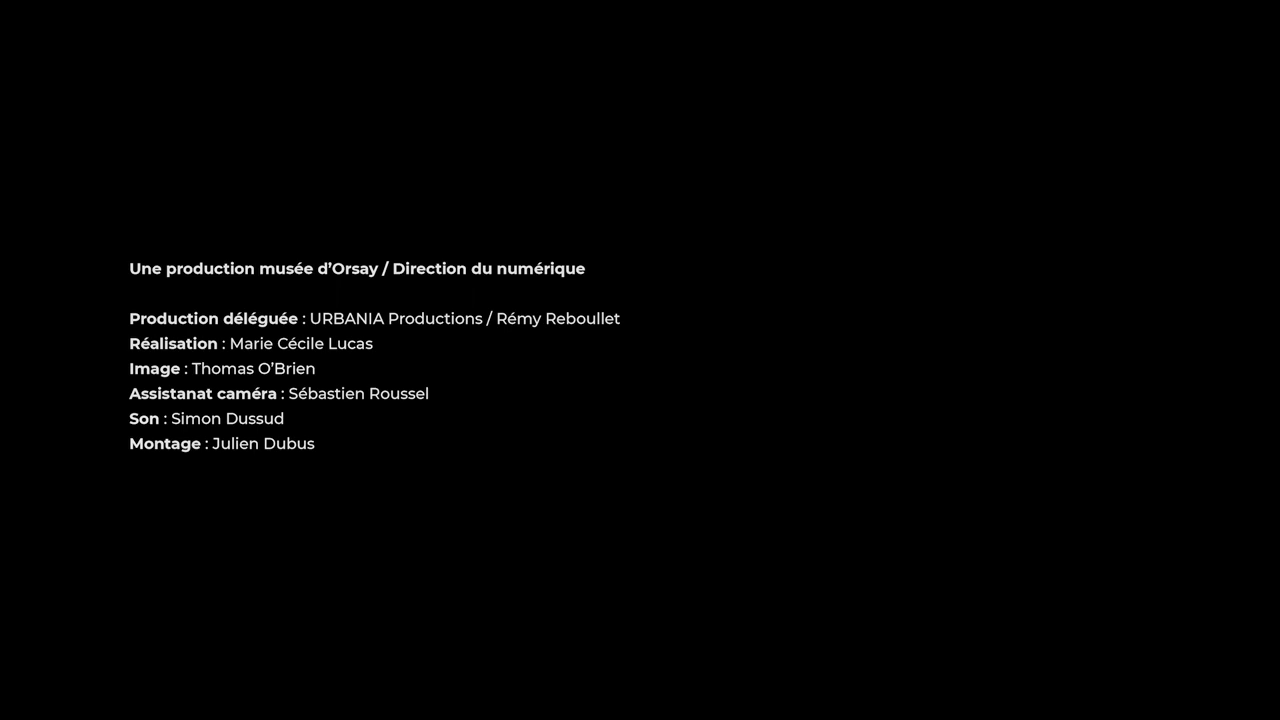 Une production musée d’Orsay / Direction du numérique
Production déléguée : URBANIA Productions / Rémy Reboullet
Réalisation : Marie Cécile Lucas
Image : Thomas O’Brien
Assistanat caméra : Sébastien Roussel
Son : Simon Dussud
Montage : Julien Dubus